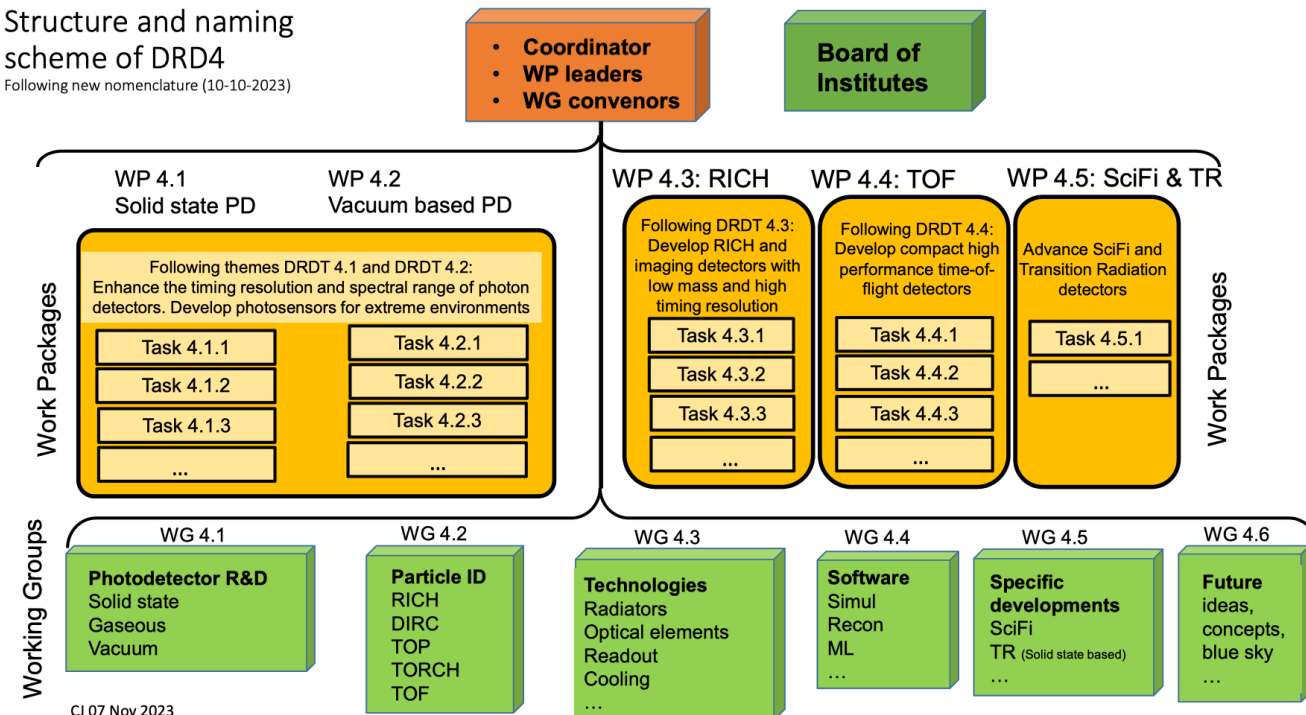 Structure and naming
scheme of DRD4
Following new nomenclature (10-10-2023)
• Coordinator
• WP leaders
• WG convenors
Board of
Institutes
WP 4.1
Solid state PD
WP 4.2
Vacuum based PD
WP 4.3: RICH
WP 4.4: TOF
WP 4.5: SciFi & TR
Work Packages
Following themes DRDT 4.1 and DRDT 4.2:
Enhance the timing resolution and spectral range of photon
detectors. Develop photosensors for extreme environments
Task 4.1.1
Task 4.1.2
Task 4.1.3
...
Task 4.2.1
Task 4.2.2
Task 4.2.3
...
Following DRDT 4.3:
Develop RICH and
imaging detectors with
low mass and high
timing resolution
Task 4.3.1
Task 4.3.2
Task 4.3.3
...
Following DRDT 4.4:
Develop compact high
performance time-of-
flight detectors
Task 4.4.1
Task 4.4.2
Task 4.4.3
...
Advance SciFi and
Transition Radiation
detectors
Task 4.5.1
...
Work Packages
Working Groups
WG 4.1
Photodetector R&D
Solid state
Gaseous
Vacuum
WG 4.2
Particle ID
RICH
DIRC
TOP
TORCH
TOF
WG 4.3
Technologies
Radiators
Optical elements
Readout
Cooling
...
WG 4.4
Software
Simul
Recon
ML
...
WG 4.5
Specific
developments
SciFi
TR (Solid state based)
...
WG 4.6
Future
ideas,
concepts,
blue sky
...
CJ 07 Nov 2023